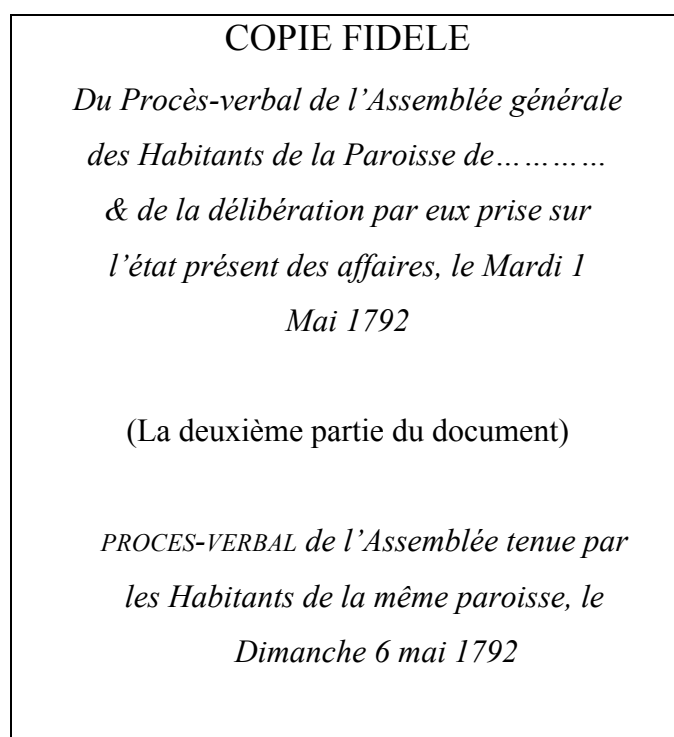 COPIE FIDELE
Du Procès-verbal de l’Assemblée générale
des Habitants de la Paroisse de…………
& de la délibération par eux prise sur
l’état présent des affaires, le Mardi 1
Mai 1792
(La deuxième partie du document)
PROCES-VERBAL de l’Assemblée tenue par
les Habitants de la même paroisse, le
Dimanche 6 mai 1792